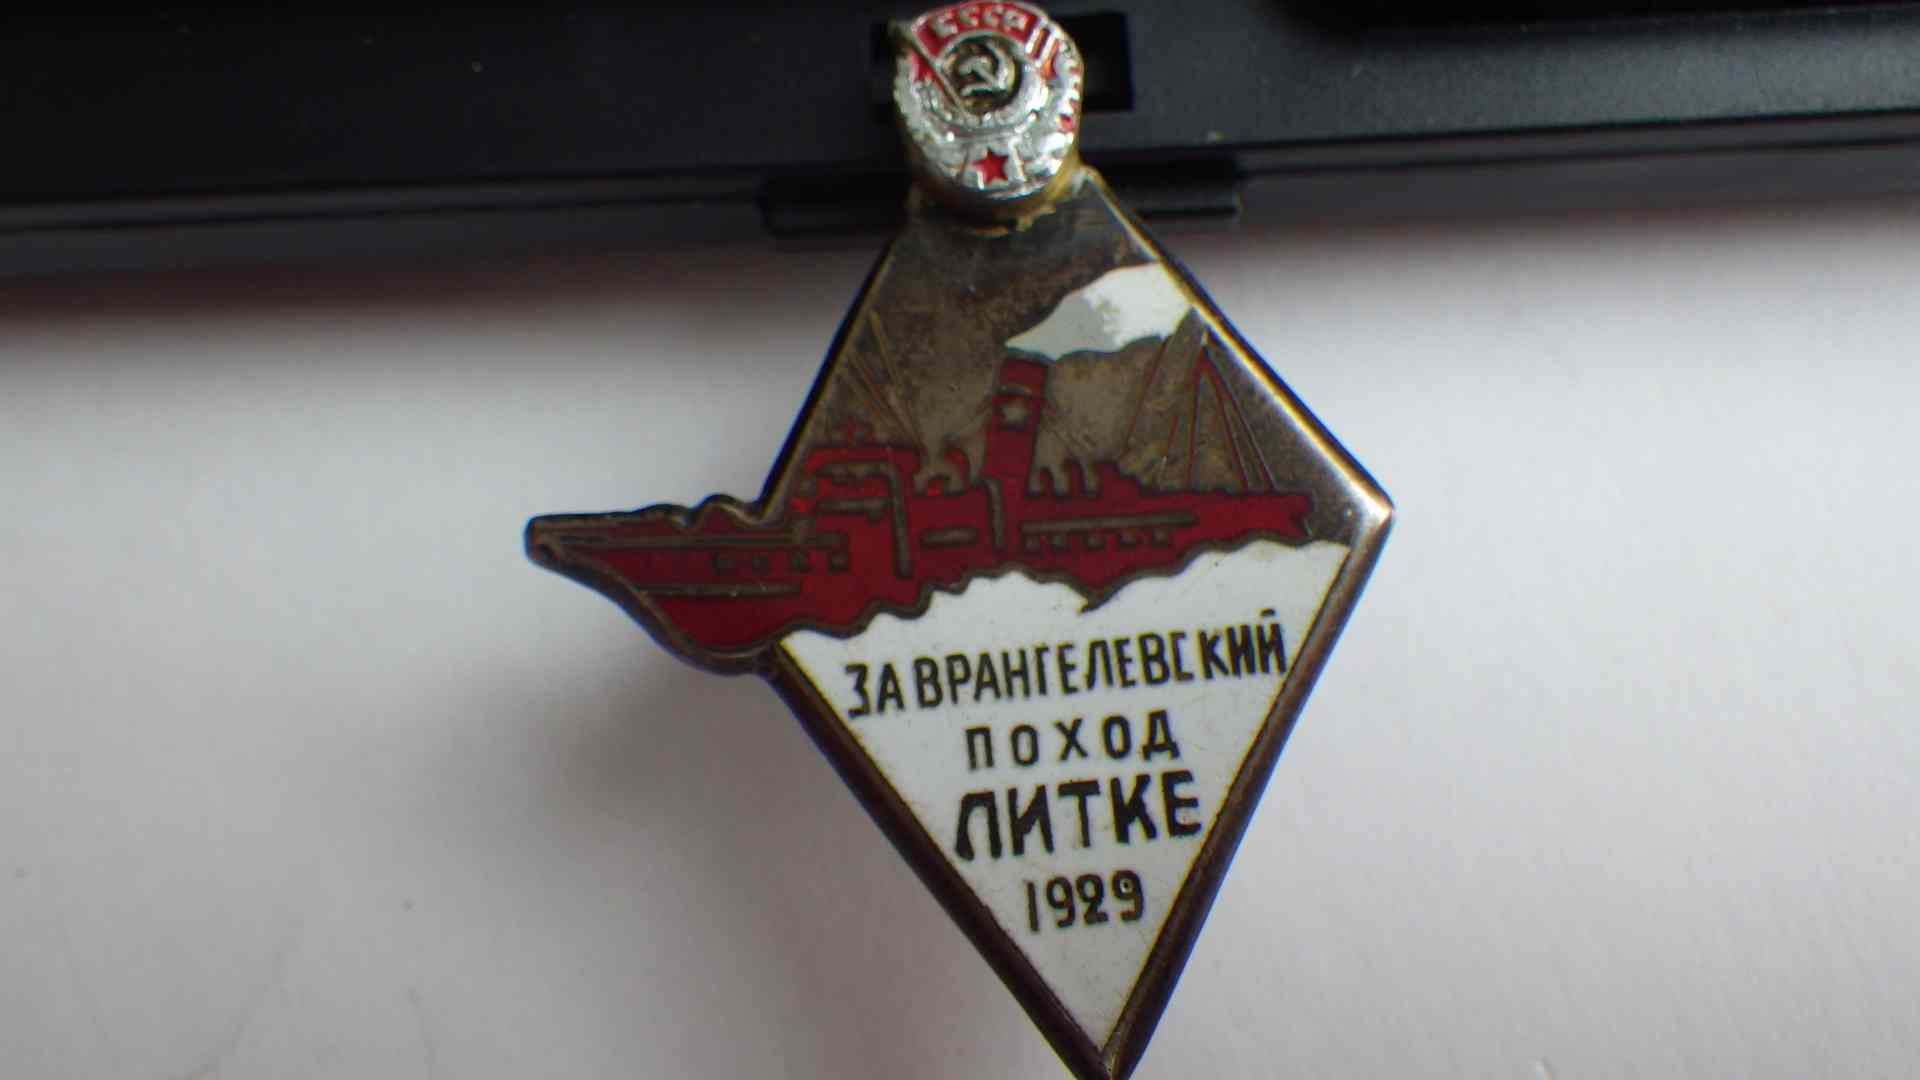 СССР
ЗА ВРАНГЕЛЕВСКИЙ
ПОХОД
ЛИТКЕ
1929